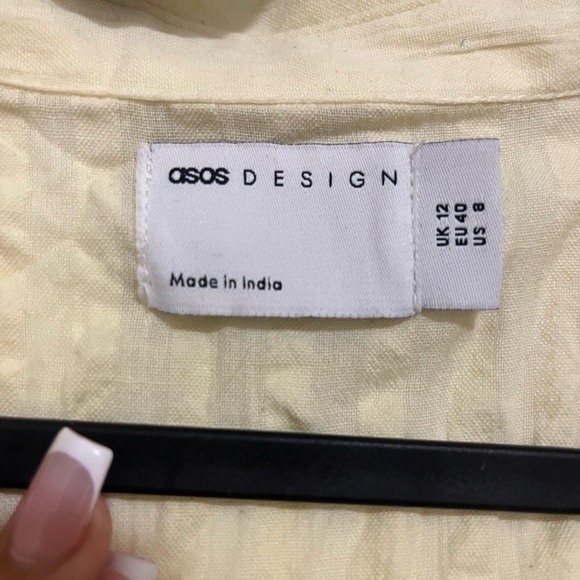 asos DESIGN
Made in India
UK 12
EU 40
US 8